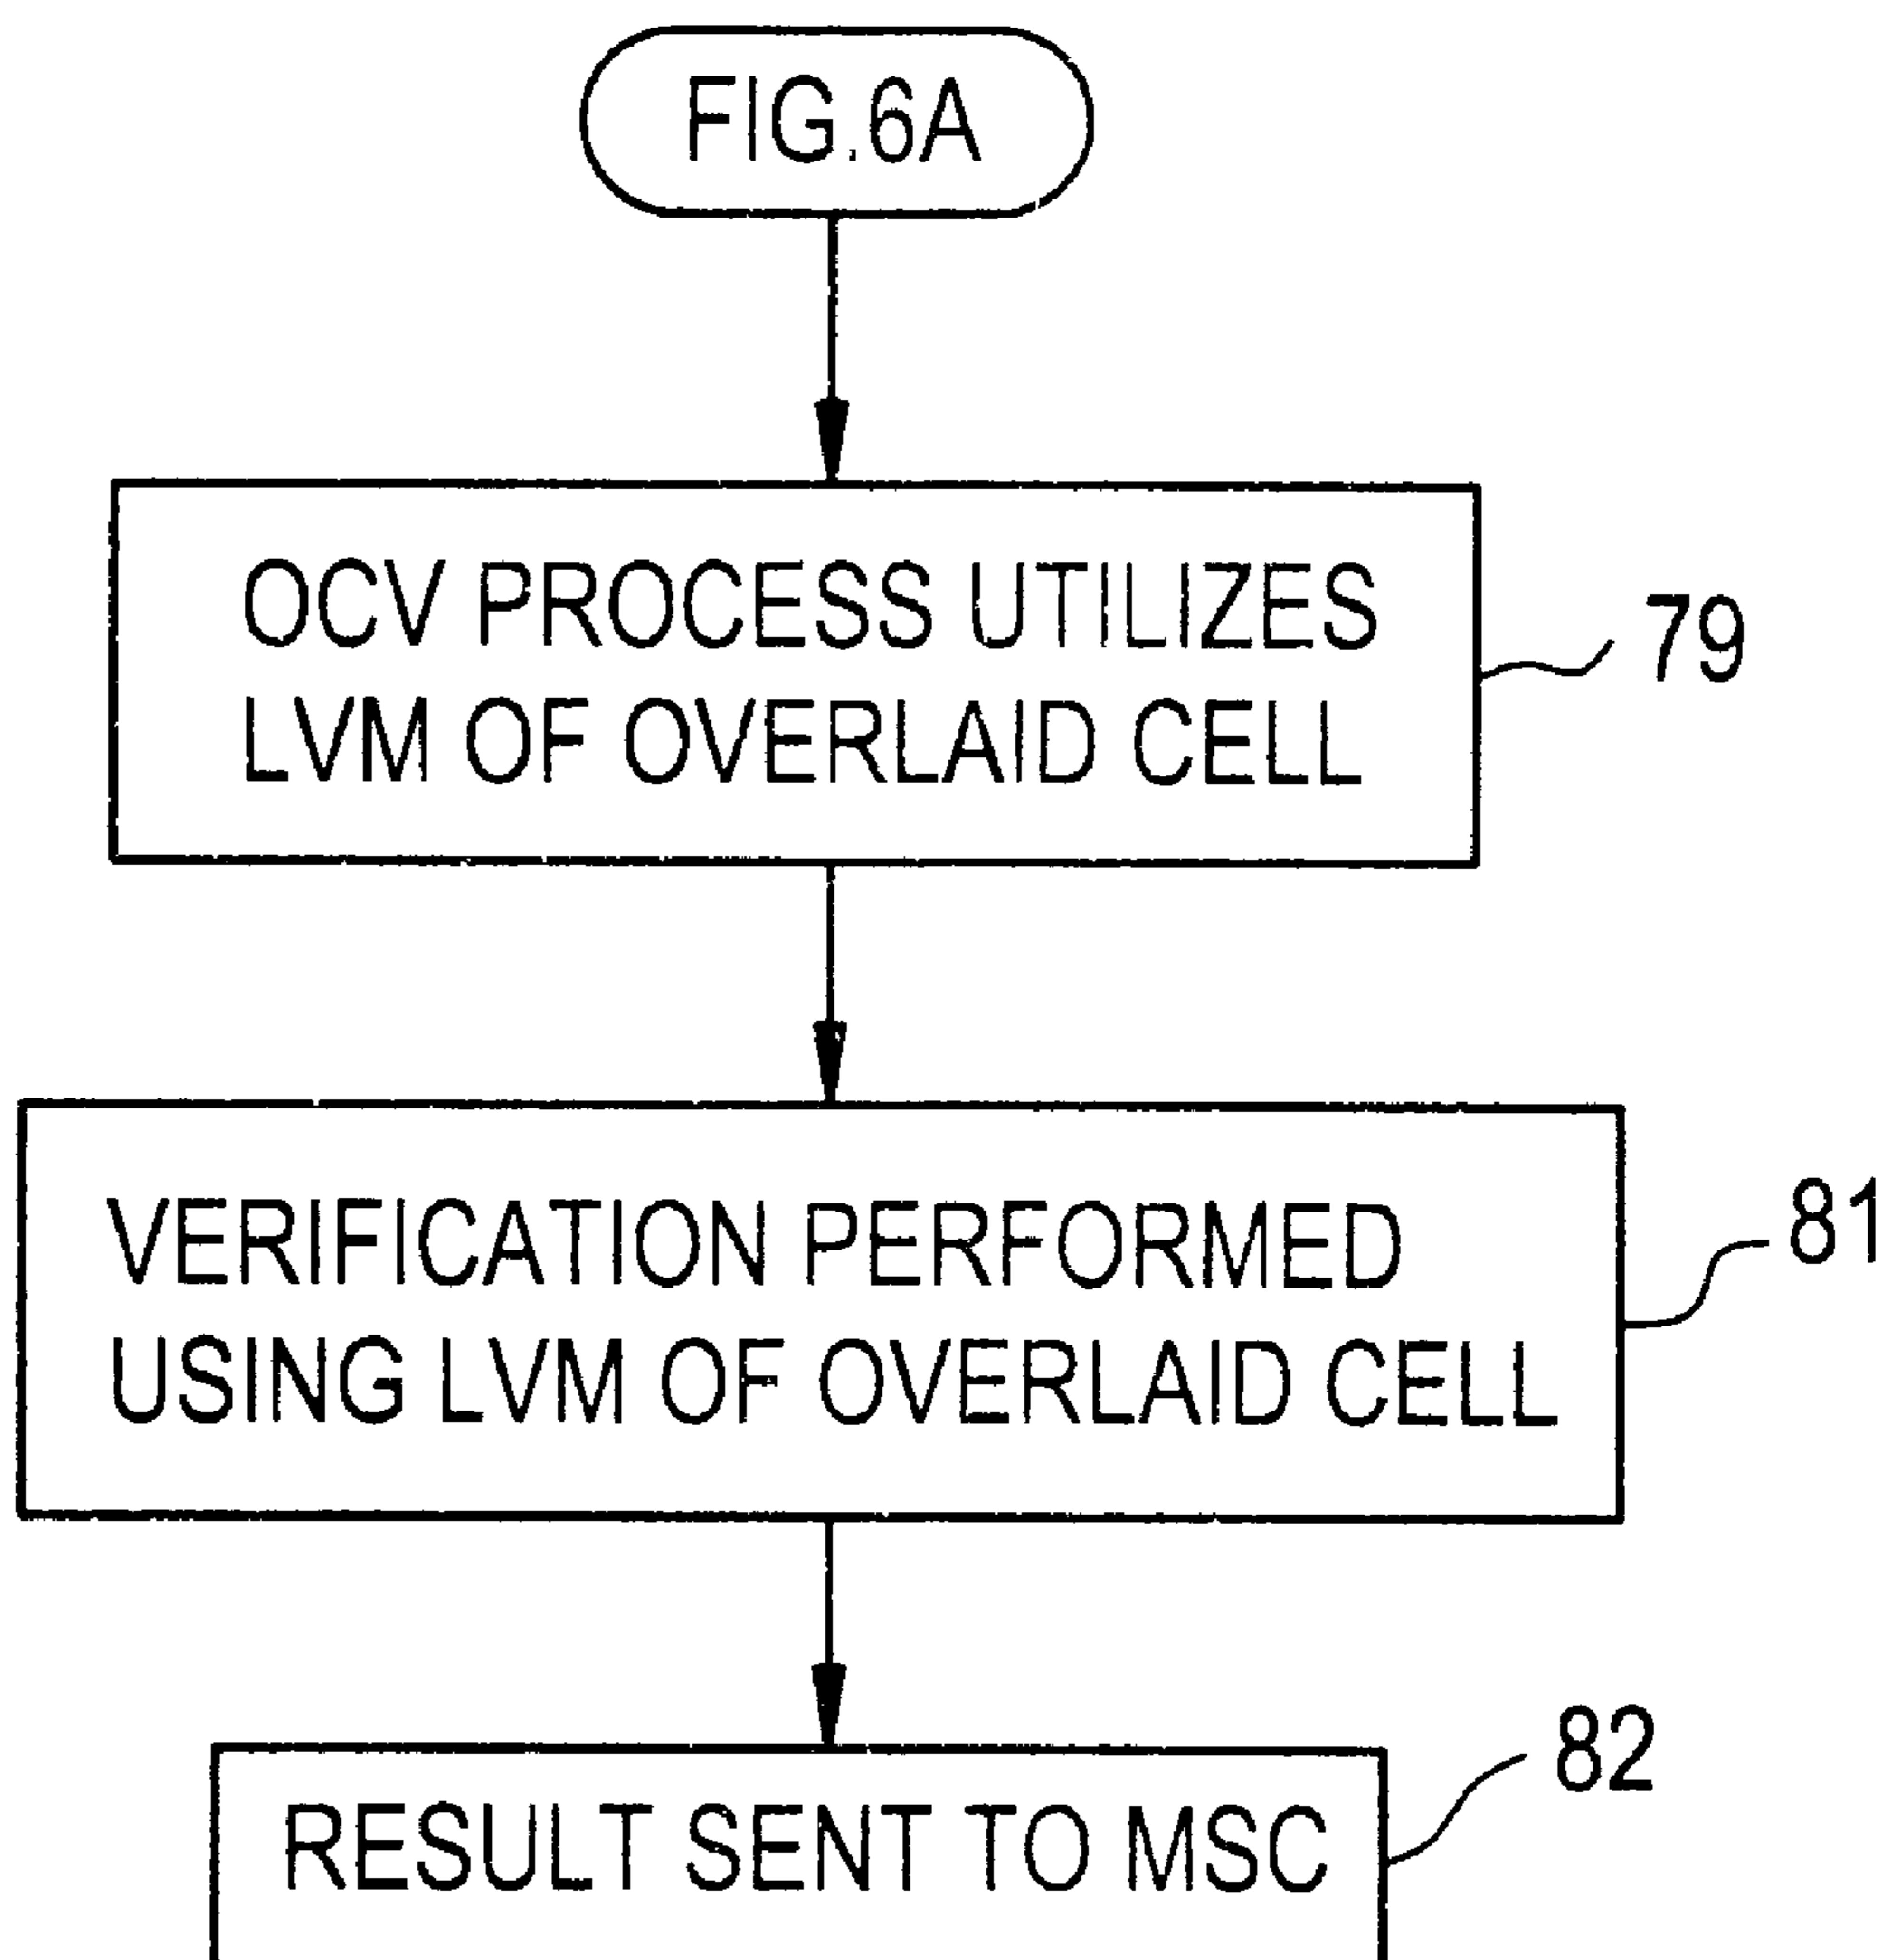 FIG.6A
OCV PROCESS UTILIZES
LVM OF OVERLAID CELL
79
VERIFICATION PERFORMED
USING LVM OF OVERLAID CELL
81
82
RESULT SENT TO MSC